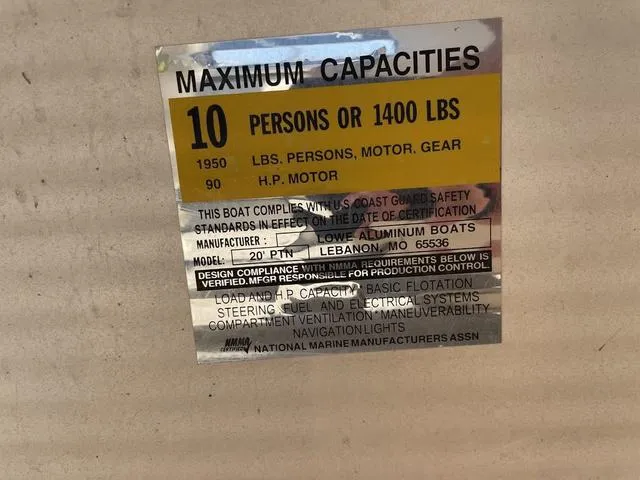 MAXIMUM CAPACITIES
10 PERSONS OR 1400 LBS
1950 LBS. PERSONS, MOTOR. GEAR
90 H.P. MOTOR
THIS BOAT COMPLIES WITH U.S COAST GUARD SAFETY
STANDARDS IN EFFECT ON THE DATE OF CERTIFICATION
MANUFACTURER : LOWE ALUMINUM BOATS
MODEL: 20' PTN LEBANON, MO 65536
DESIGN COMPLIANCE WITH NMMA REQUIREMENTS BELOW IS
VERIFIED. MFGR RESPONSIBLE FOR PRODUCTION CONTROL.
LOAD AND H.P. CAPACITY · BASIC FLOTATION
STEERING FUEL AND ELECTRICAL SYSTEMS
COMPARTMENT VENTILATION · MANEUVERABILITY
NAVIGATION LIGHTS
NMMA CERTIFIED NATIONAL MARINE MANUFACTURERS ASSN